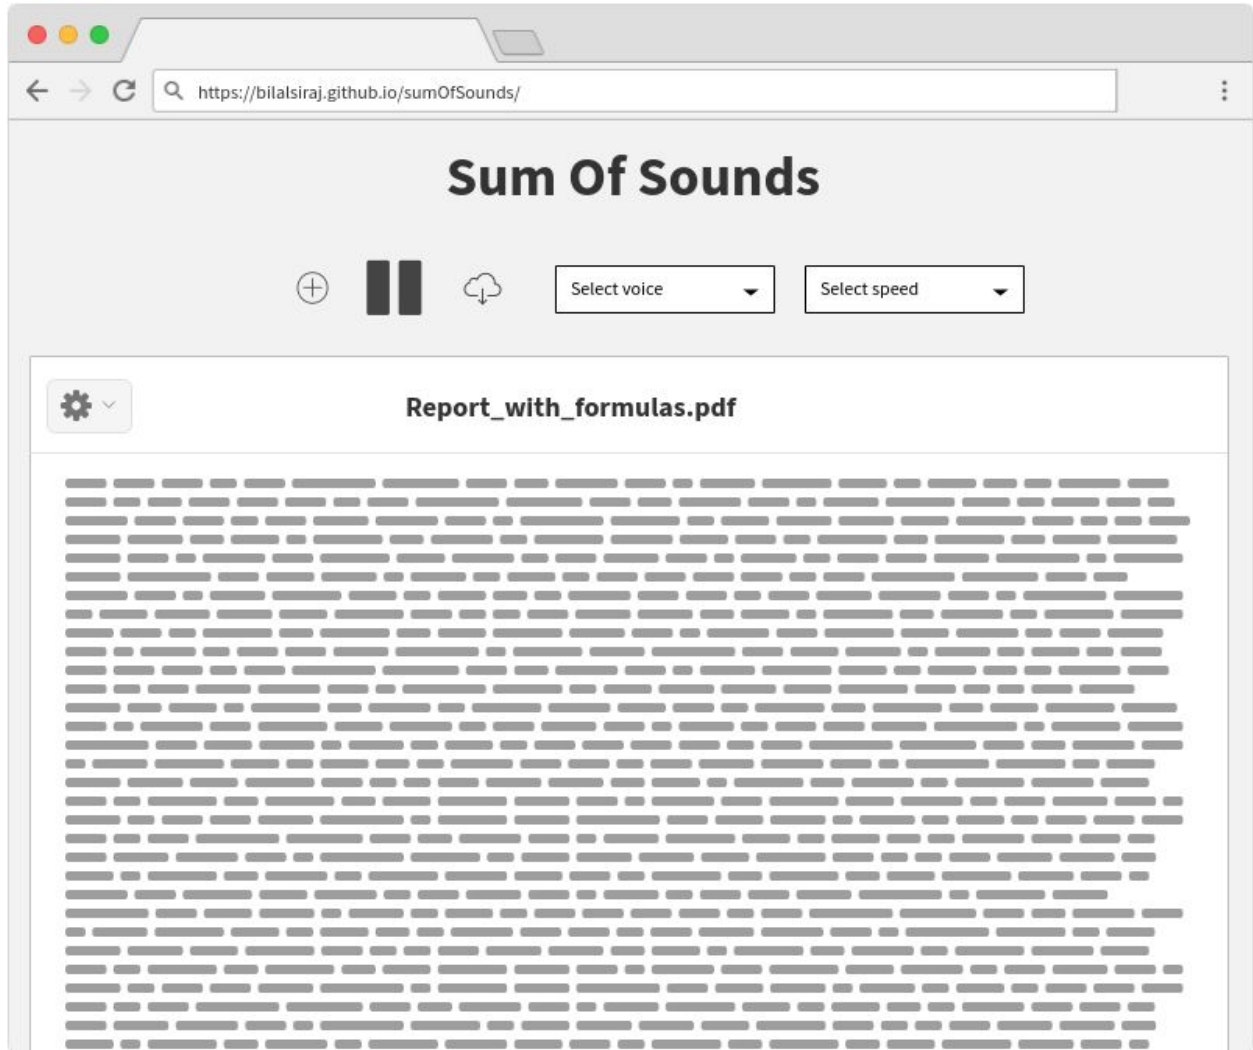 https://bilalsiraj.github.io/sumOfSounds/
Sum Of Sounds
Select voice
Select speed
Report_with_formulas.pdf